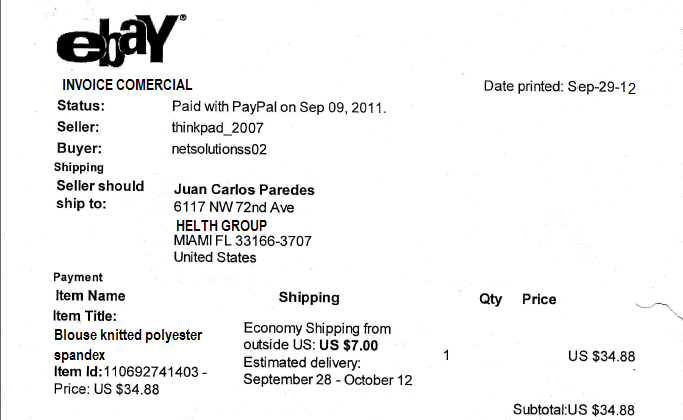 ebay®
INVOICE COMERCIAL
Date printed: Sep-29-12
Status: Paid with PayPal on Sep 09, 2011.
Seller: thinkpad_2007
Buyer: netsolutionss02
Shipping
Seller should ship to: Juan Carlos Paredes
6117 NW 72nd Ave
HELTH GROUP
MIAMI FL 33166-3707
United States
Payment
Item Name Shipping Qty Price
Item Title:
Blouse knitted polyester
spandex
Item Id:110692741403 -
Price: US $34.88
Economy Shipping from
outside US: US $7.00
Estimated delivery:
September 28 - October 12
1
US $34.88
Subtotal:US $34.88